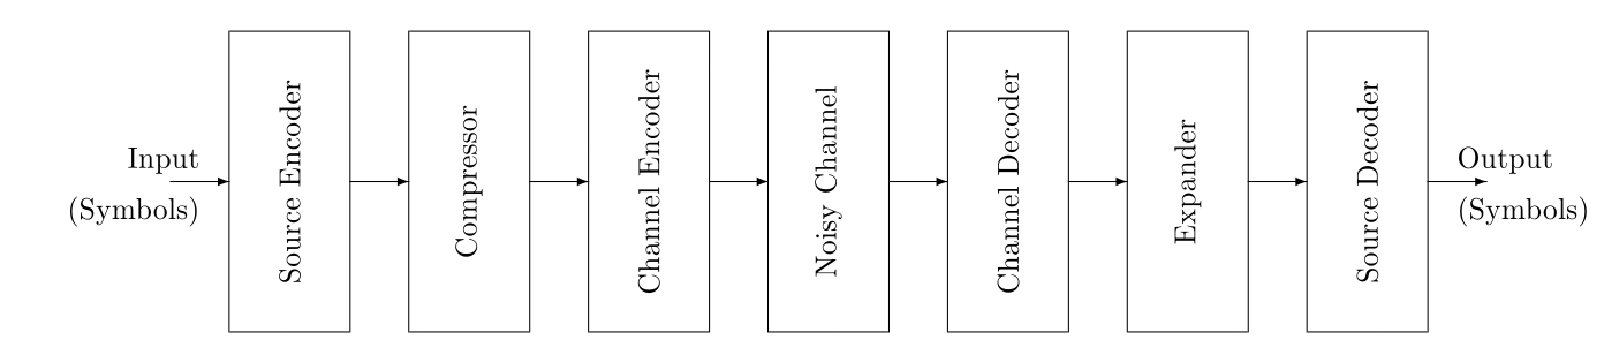 Input
(Symbols)
Source Encoder
Compressor
Channel Encoder
Noisy Channel
Channel Decoder
Expander
Source Decoder
Output
(Symbols)